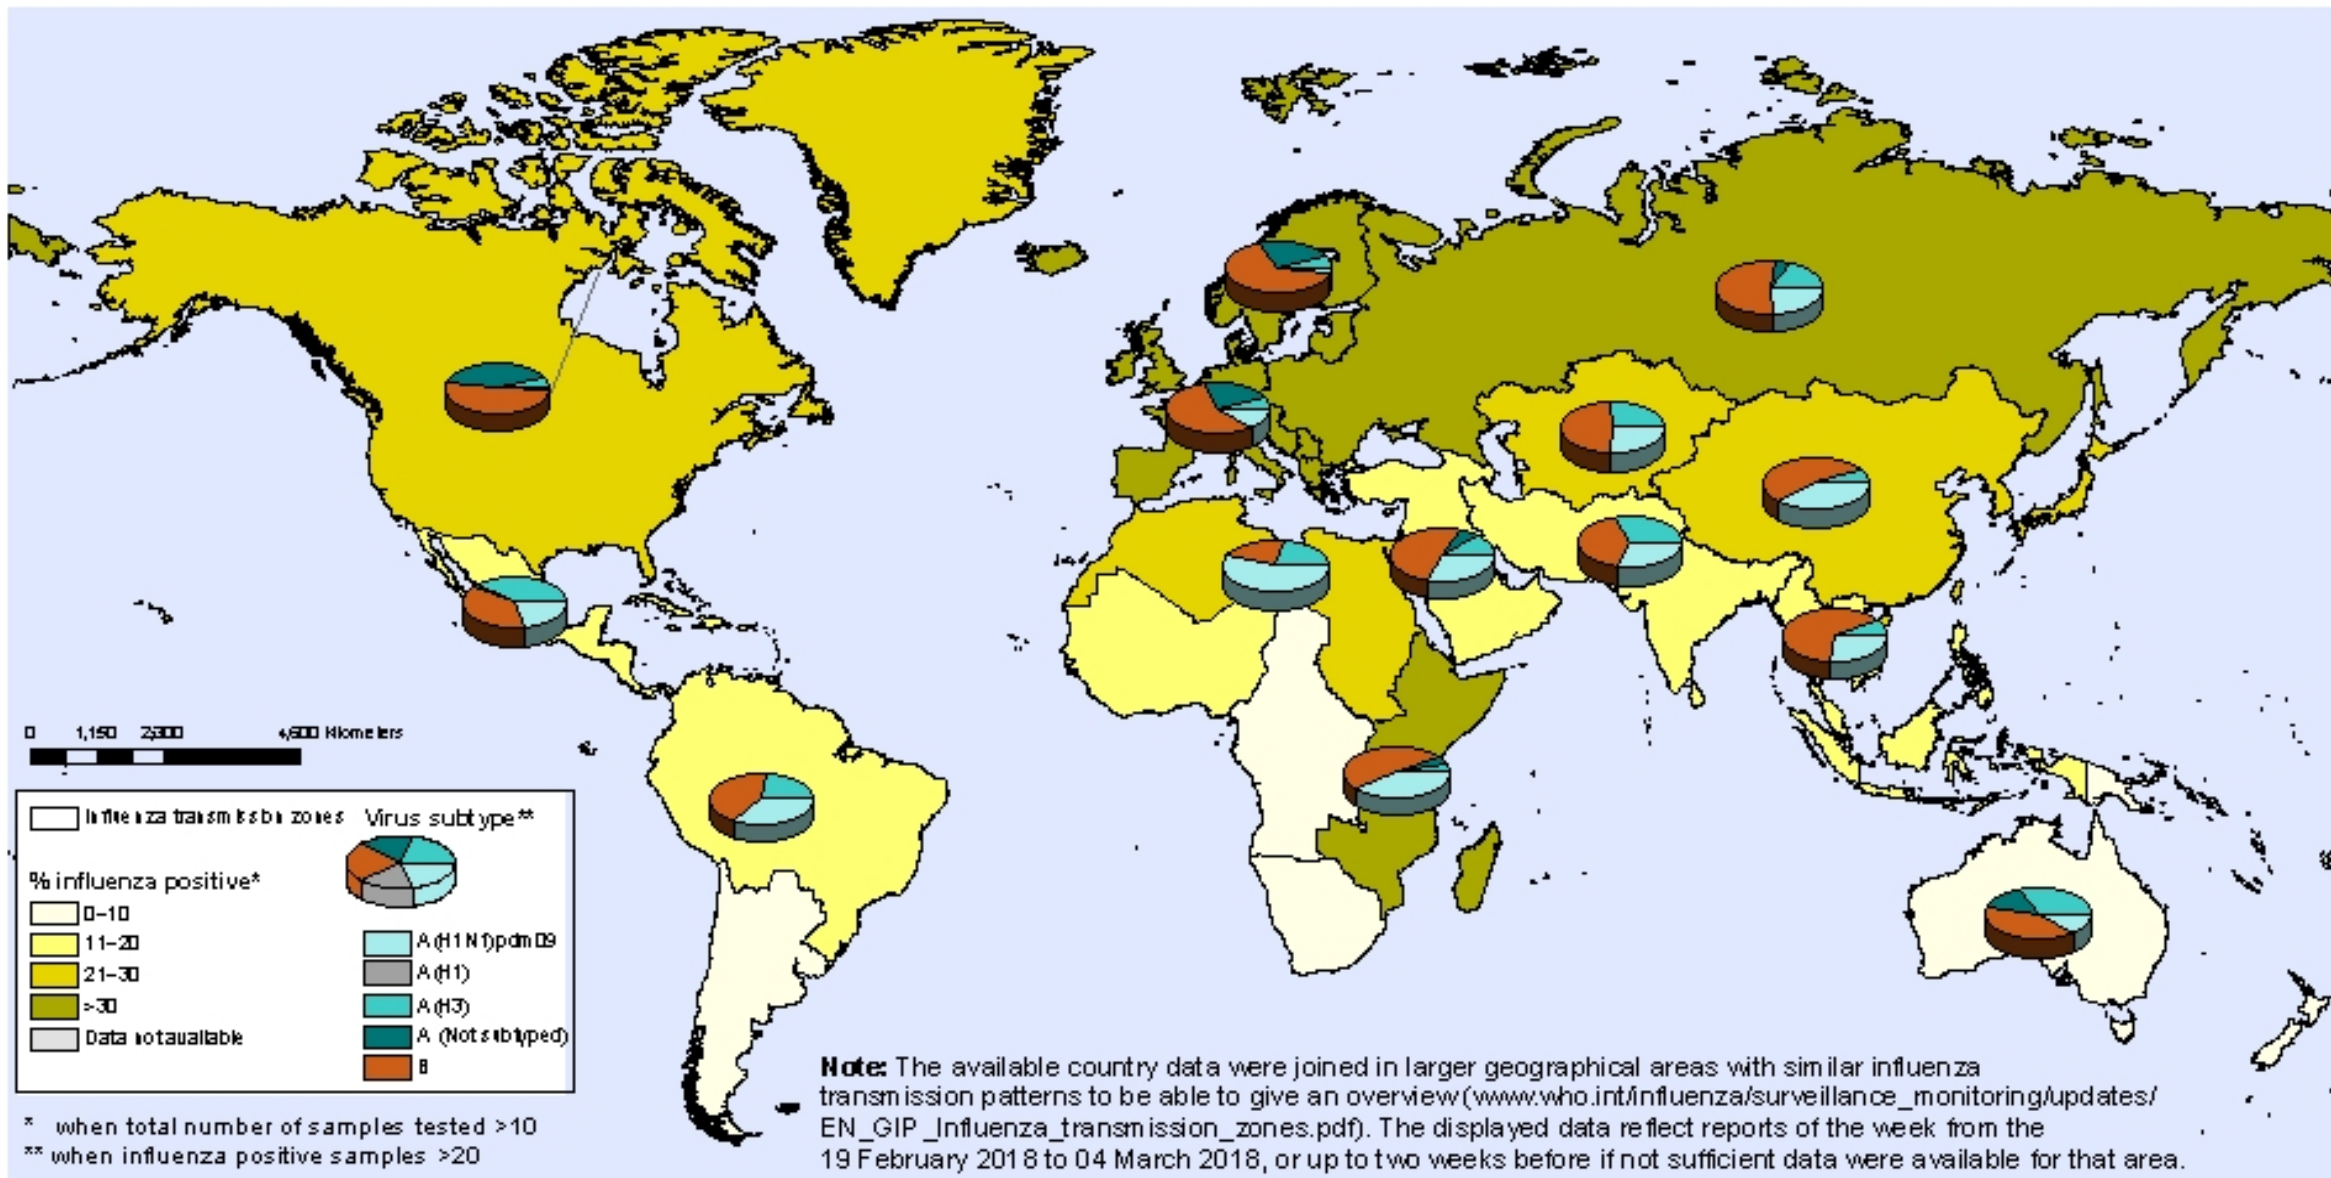 0 1,150 2,300 4,600 Kilometers
Influenza transmission zones
Virus subtype**
% influenza positive*
0-10
11-20
21-30
>30
Data not available
A(H1N1)pdm09
A(H1)
A(H3)
A (Not subtyped)
B
* when total number of samples tested >10
** when influenza positive samples >20
Note: The available country data were joined in larger geographical areas with similar influenza
transmission patterns to be able to give an overview (www.who.int/influenza/surveillance_monitoring/updates/
EN_GIP_Influenza_transmission_zones.pdf). The displayed data reflect reports of the week from the
19 February 2018 to 04 March 2018, or up to two weeks before if not sufficient data were available for that area.